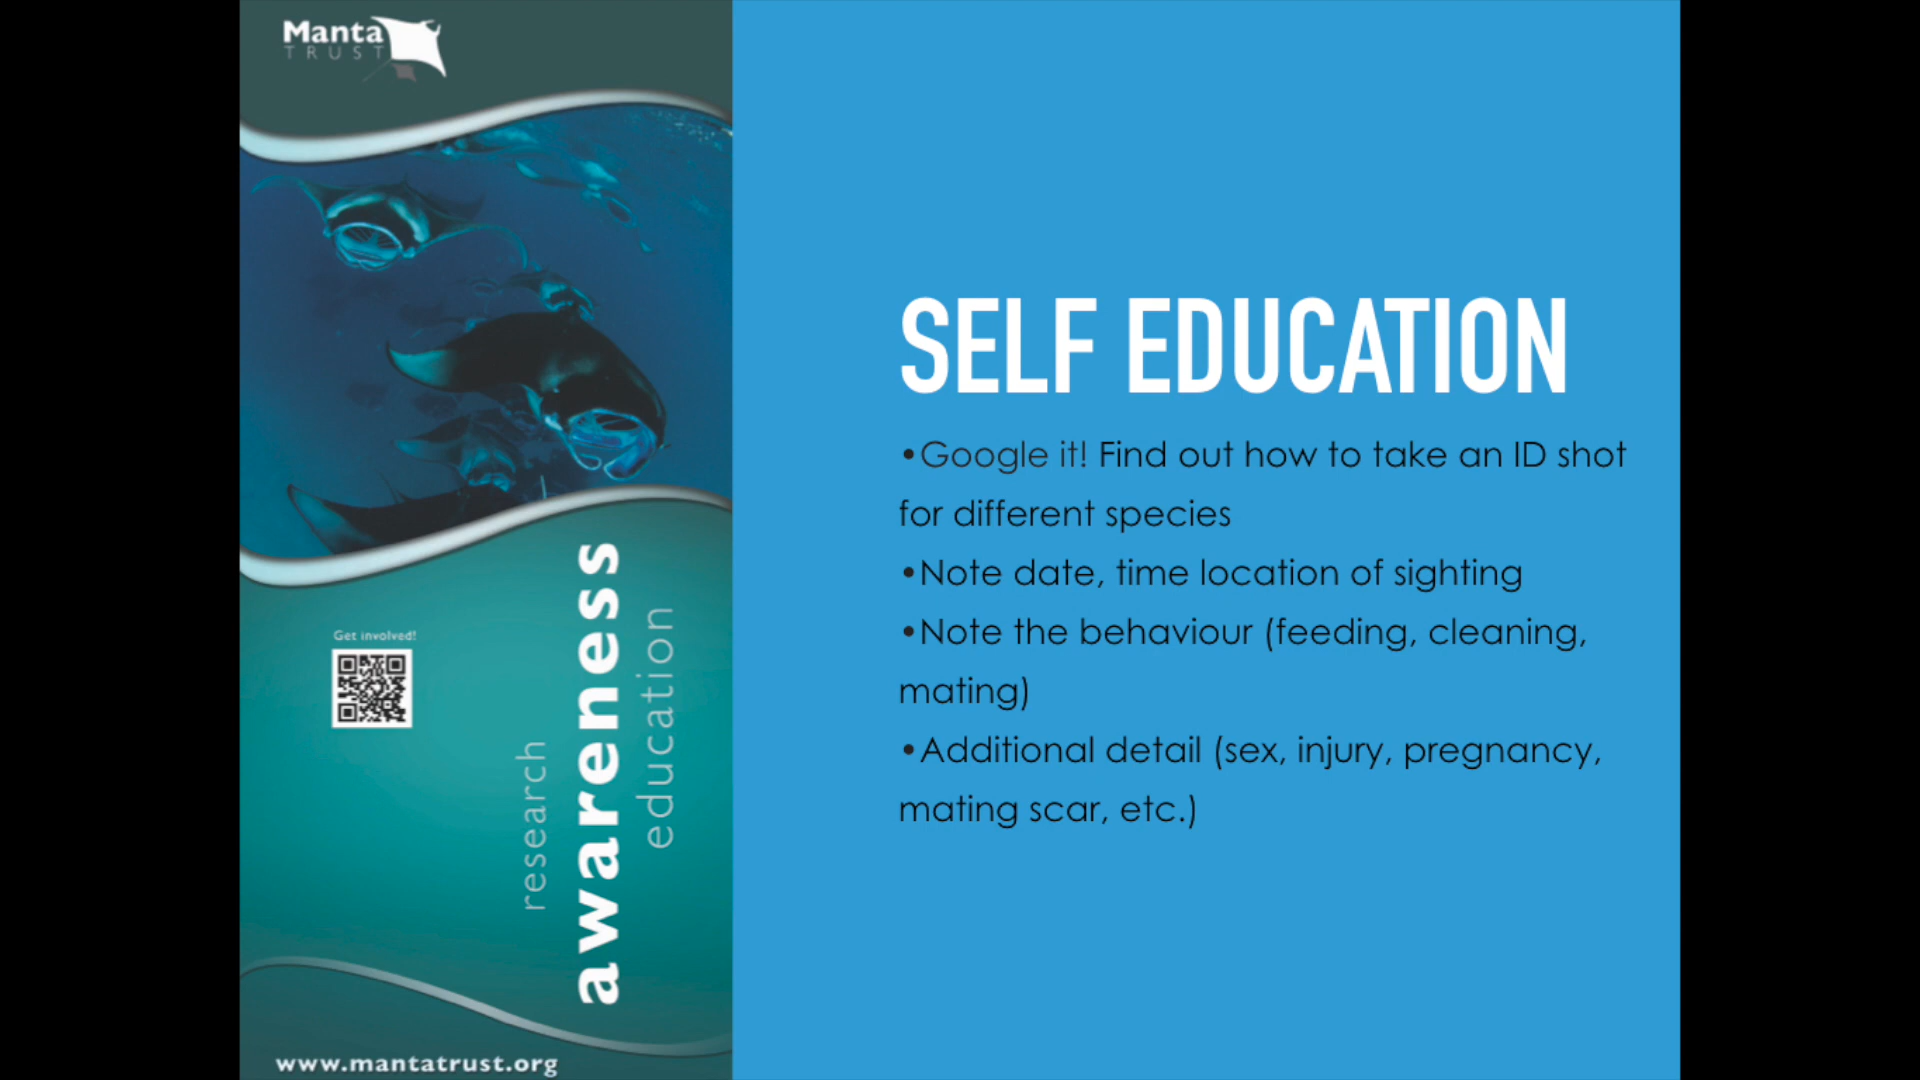 Manta
TRUST
Get involved!
research
awareness
education
www.mantatrust.org
SELF EDUCATION
•Google it! Find out how to take an ID shot
for different species
•Note date, time location of sighting
•Note the behaviour (feeding, cleaning,
mating)
•Additional detail (sex, injury, pregnancy,
mating scar, etc.)